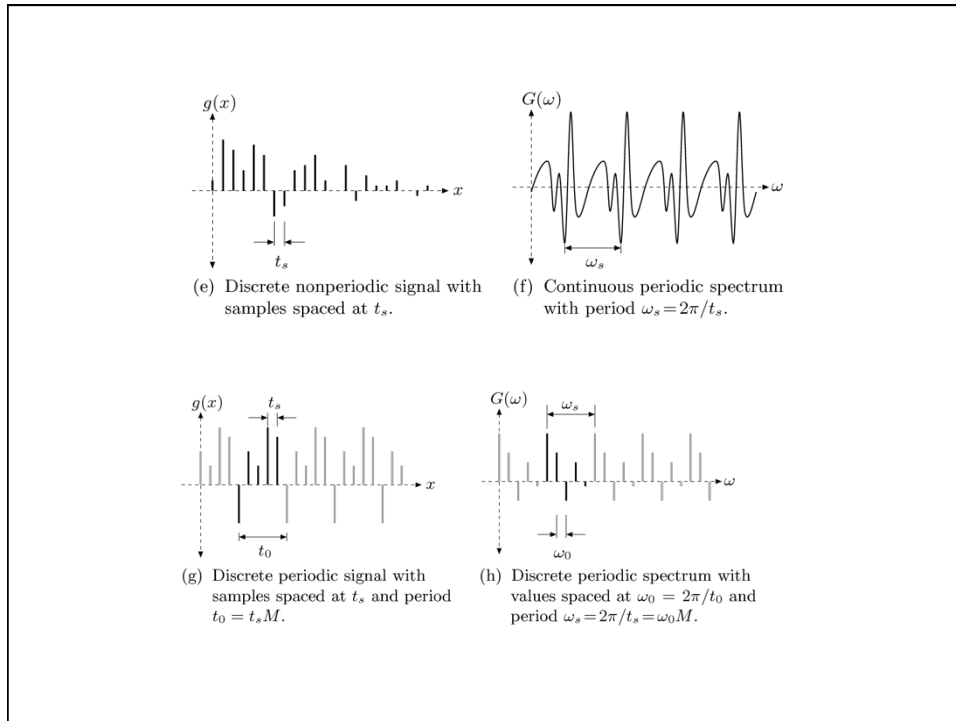 g(x)
x
t_s
(e) Discrete nonperiodic signal with
samples spaced at t_s.
G(ω)
ω
ω_s
(f) Continuous periodic spectrum
with period ω_s = 2π/t_s.
g(x)
t_s
x
t_0
(g) Discrete periodic signal with
samples spaced at t_s and period
t_0 = t_s M.
G(ω)
ω_s
ω
ω_0
(h) Discrete periodic spectrum with
values spaced at ω_0 = 2π/t_0 and
period ω_s = 2π/t_s = ω_0 M.